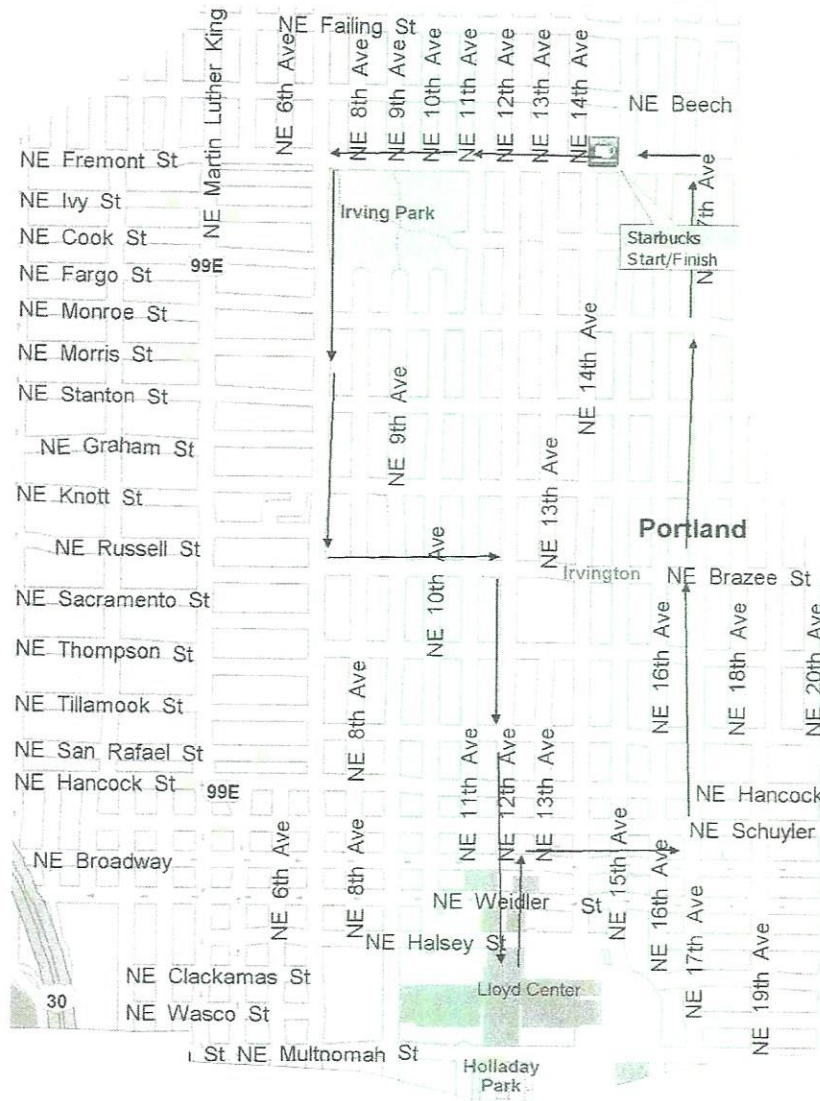 NE Failing St
NE Martin Luther King
NE 6th Ave
NE 8th Ave
NE 9th Ave
NE 10th Ave
NE 11th Ave
NE 12th Ave
NE 13th Ave
NE 14th Ave
NE Beech
NE Fremont St
7th Ave
NE Ivy St
Irving Park
NE Cook St
Starbucks
Start/Finish
NE Fargo St
99E
NE Monroe St
NE Morris St
NE 14th Ave
NE Stanton St
NE 9th Ave
NE Graham St
NE 13th Ave
NE Knott St
Portland
NE Russell St
NE 10th Ave
Irvington
NE Brazee St
NE Sacramento St
NE 16th Ave
NE 18th Ave
NE 20th Ave
NE Thompson St
NE 8th Ave
NE Tillamook St
NE San Rafael St
NE 11th Ave
NE 12th Ave
NE 13th Ave
NE Hancock St
99E
NE Hancock
NE Schuyler
NE Broadway
NE 6th Ave
NE 8th Ave
NE 15th Ave
NE 16th Ave
NE 17th Ave
NE Weidler St
NE Halsey St
NE 19th Ave
NE Clackamas St
Lloyd Center
30
NE Wasco St
St NE Multnomah St
Holladay
Park